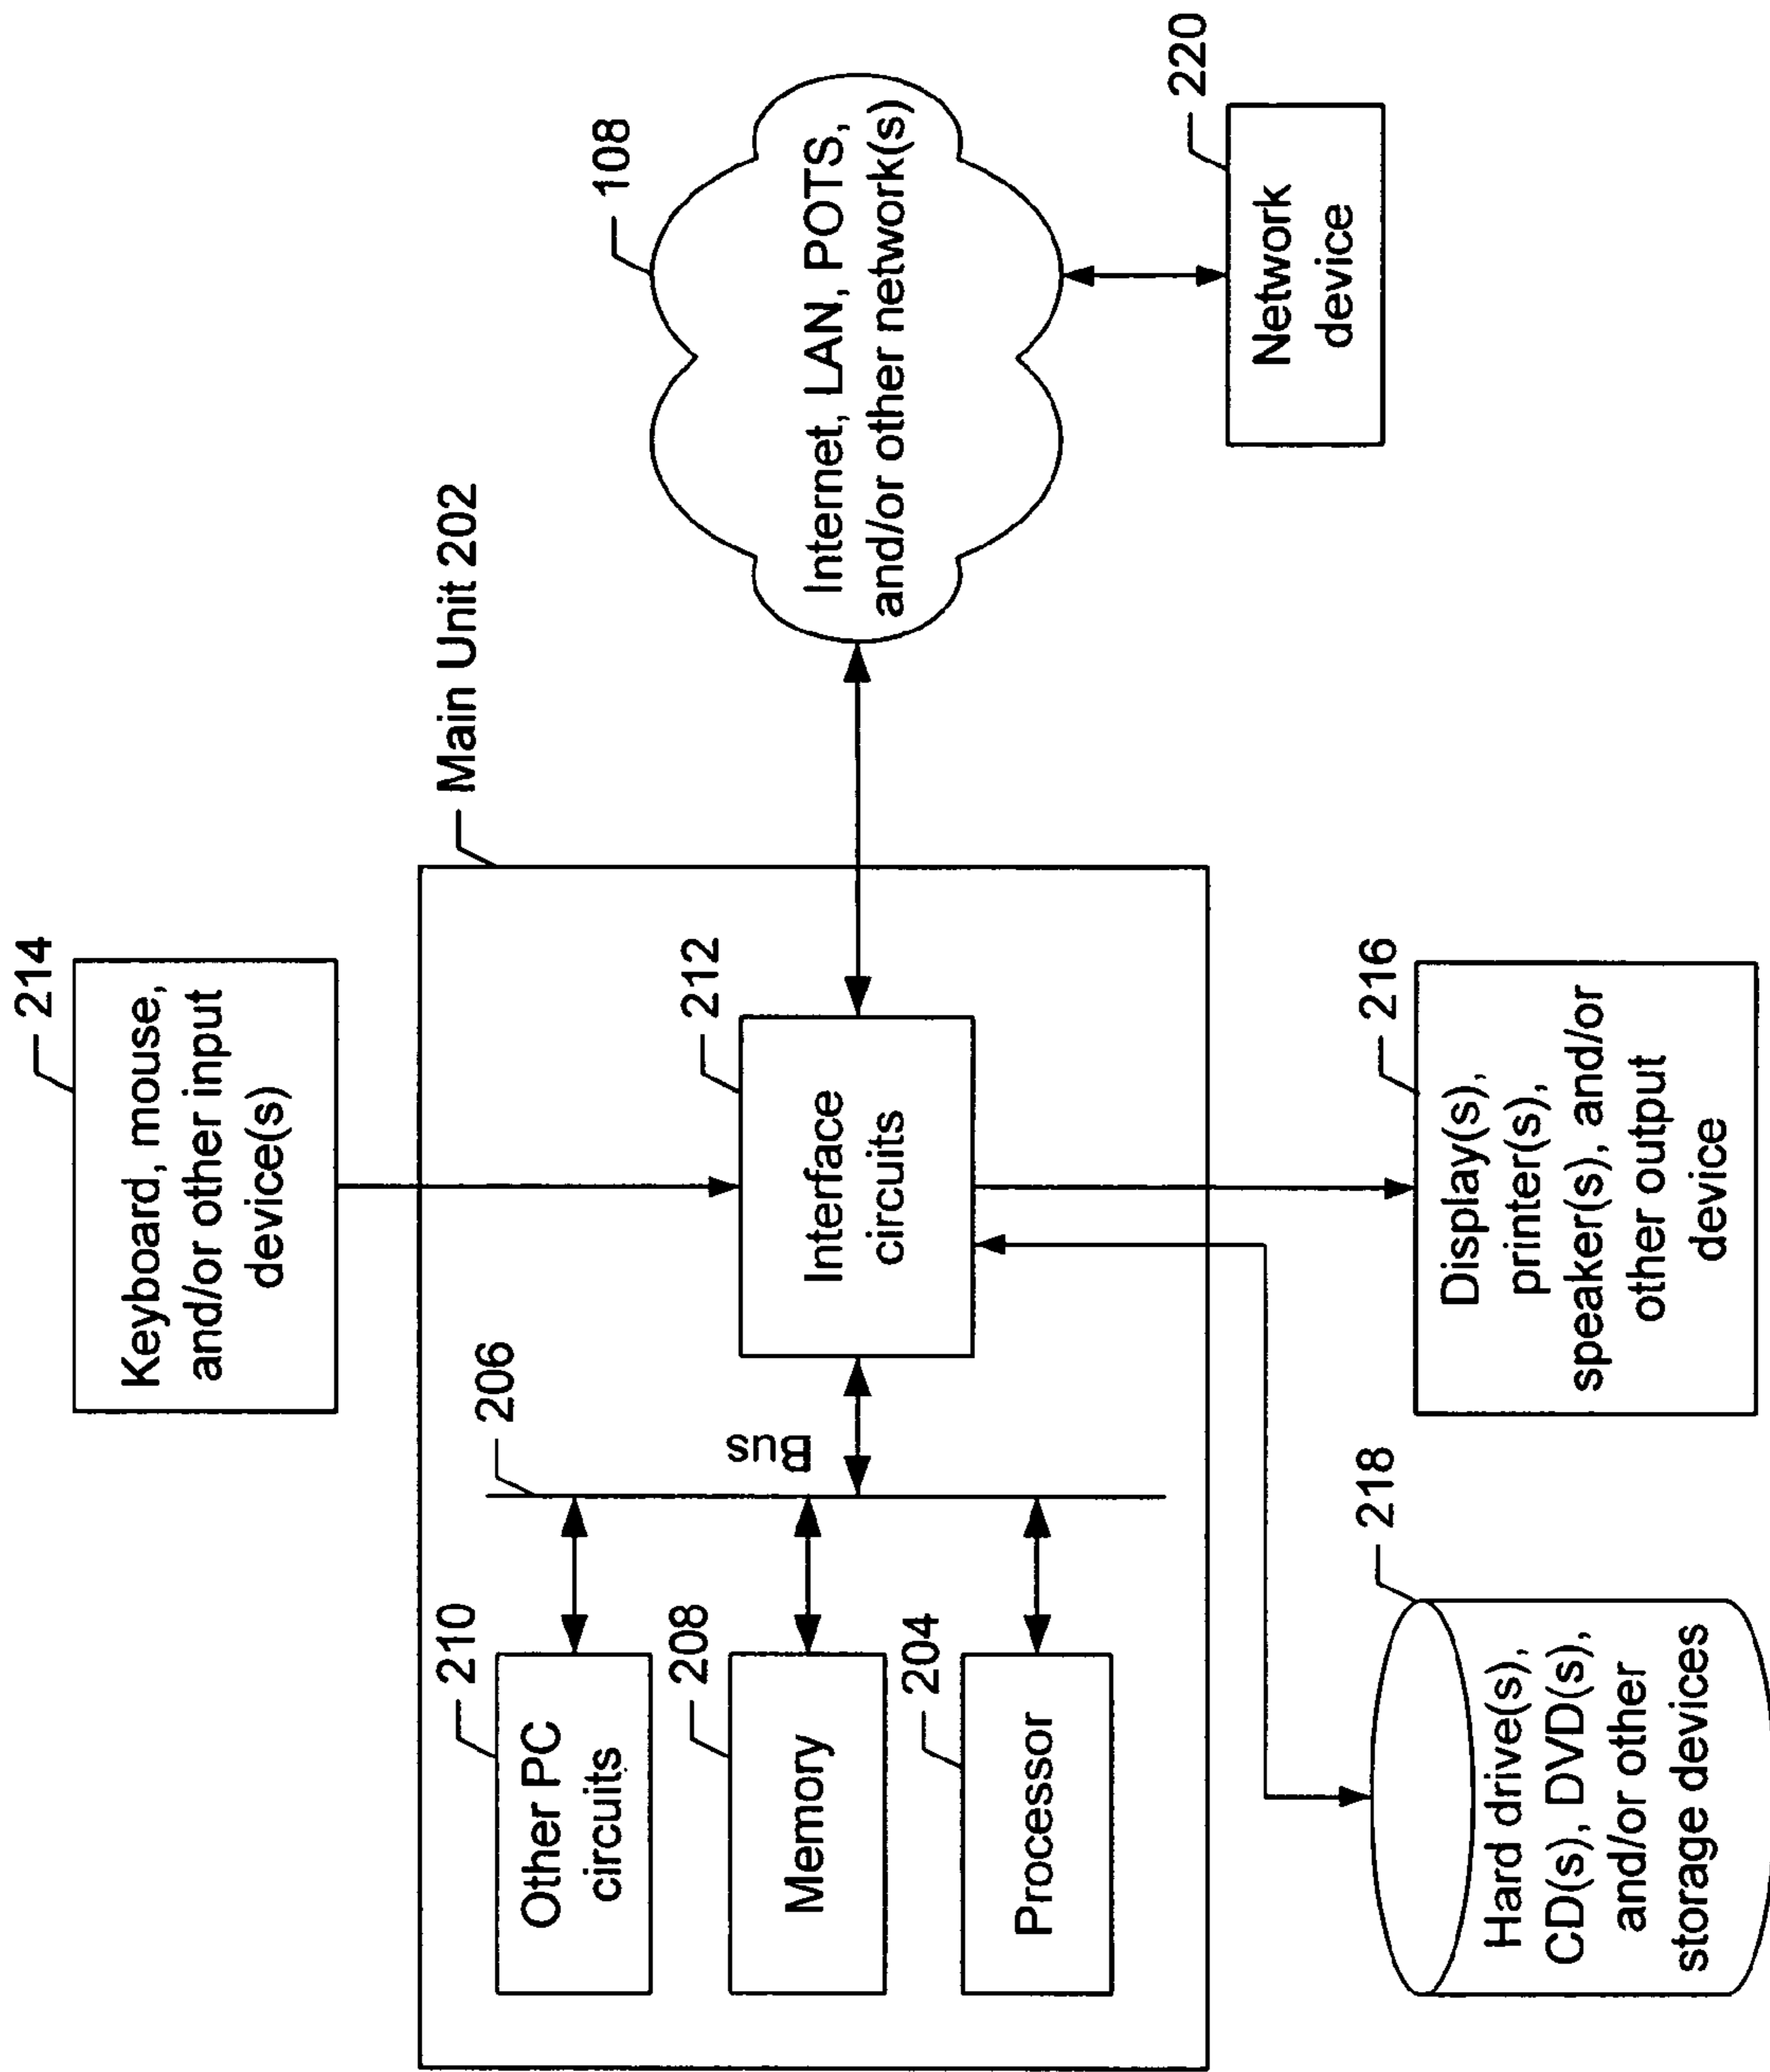 214
Keyboard, mouse,
and/or other input
device(s)
Main Unit 202
210
Other PC
circuits
208
Memory
204
Processor
206
Bus
212
Interface
circuits
108
Internet, LAN, POTS,
and/or other network(s)
220
Network
device
218
Hard drive(s),
CD(s), DVD(s),
and/or other
storage devices
216
Display(s),
printer(s),
speaker(s), and/or
other output
device